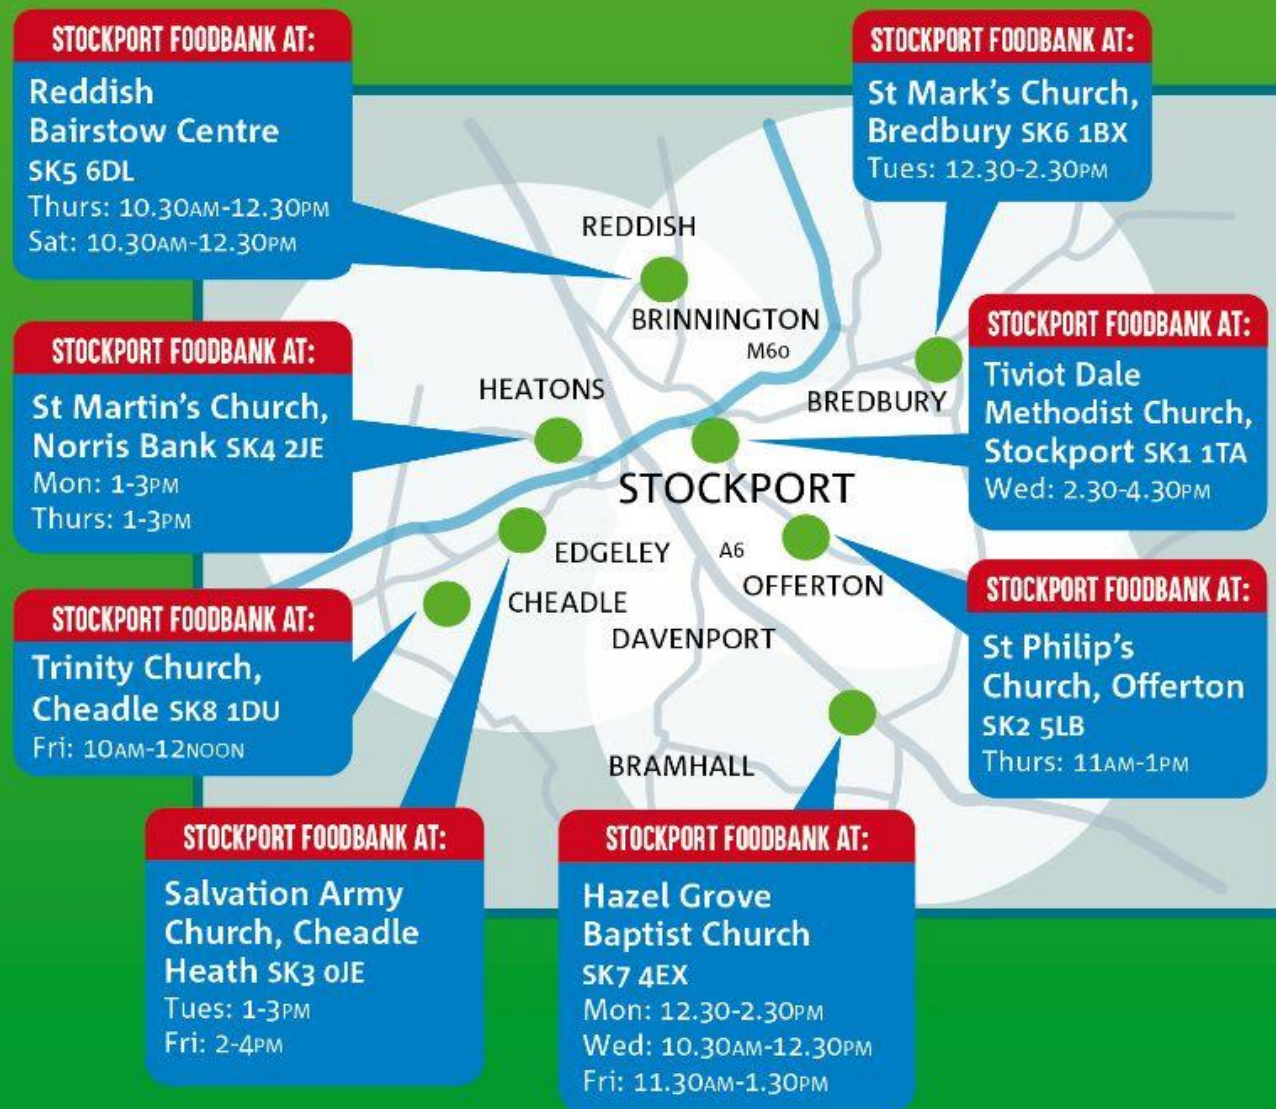 STOCKPORT FOODBANK AT:
Reddish
Bairstow Centre
SK5 6DL
Thurs: 10.30AM-12.30PM
Sat: 10.30AM-12.30PM
STOCKPORT FOODBANK AT:
St Mark's Church,
Bredbury SK6 1BX
Tues: 12.30-2.30PM
STOCKPORT FOODBANK AT:
St Martin's Church,
Norris Bank SK4 2JE
Mon: 1-3PM
Thurs: 1-3PM
STOCKPORT FOODBANK AT:
Tiviot Dale
Methodist Church,
Stockport SK1 1TA
Wed: 2.30-4.30PM
STOCKPORT FOODBANK AT:
Trinity Church,
Cheadle SK8 1DU
Fri: 10AM-12NOON
STOCKPORT FOODBANK AT:
St Philip's
Church, Offerton
SK2 5LB
Thurs: 11AM-1PM
STOCKPORT FOODBANK AT:
Salvation Army
Church, Cheadle
Heath SK3 0JE
Tues: 1-3PM
Fri: 2-4PM
STOCKPORT FOODBANK AT:
Hazel Grove
Baptist Church
SK7 4EX
Mon: 12.30-2.30PM
Wed: 10.30AM-12.30PM
Fri: 11.30AM-1.30PM
REDDISH
BRINNINGTON
M60
HEATONS
BREDBURY
STOCKPORT
EDGELEY
A6
OFFERTON
CHEADLE
DAVENPORT
BRAMHALL